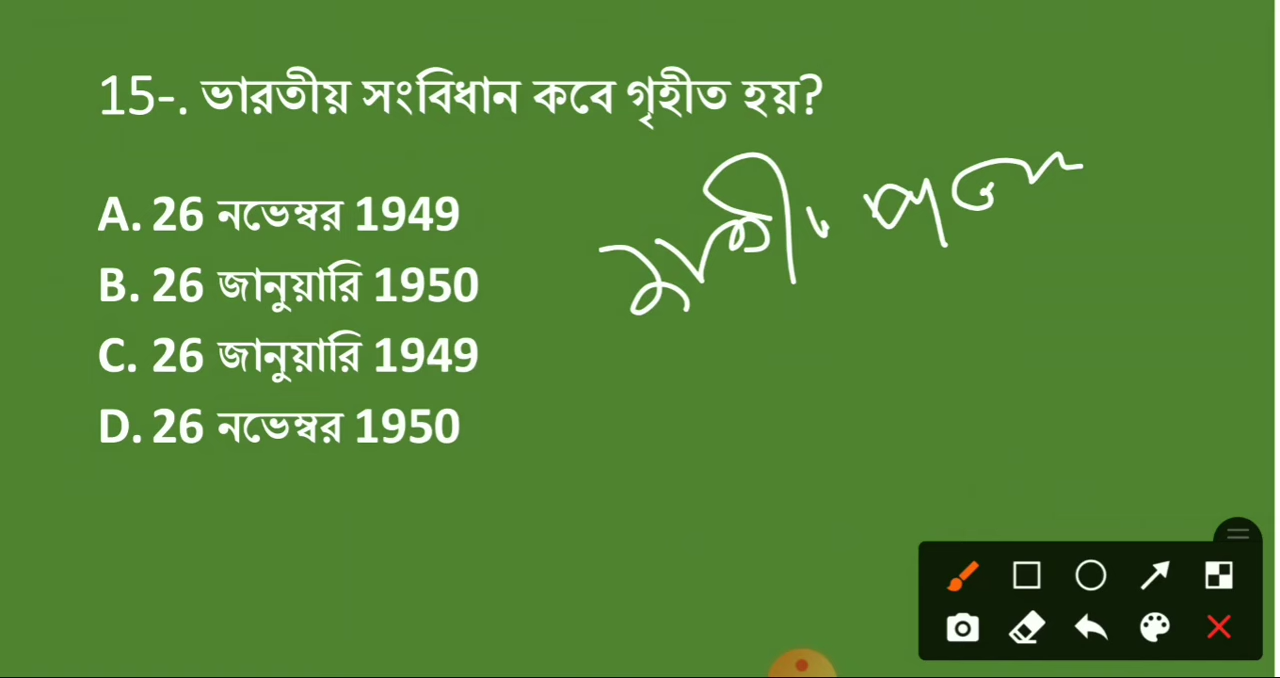 15-. ভারতীয় সংবিধান কবে গৃহীত হয়?
A. 26 নভেম্বর 1949
B. 26 জানুয়ারি 1950
C. 26 জানুয়ারি 1949
D. 26 নভেম্বর 1950